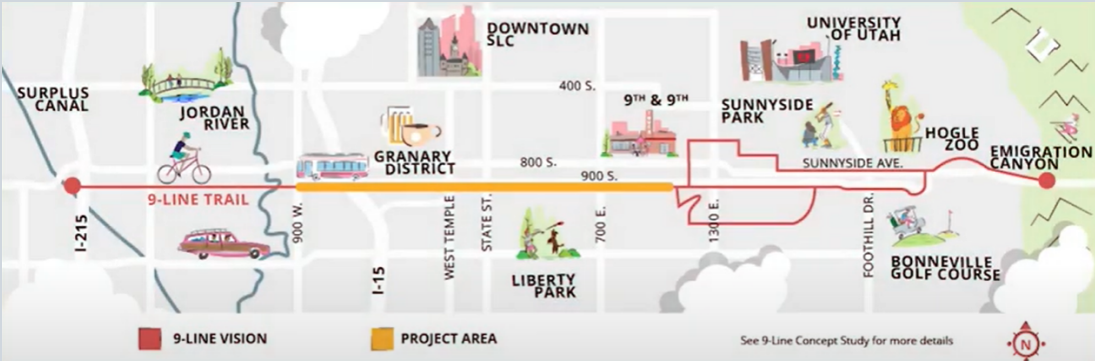 DOWNTOWN
SLC
UNIVERSITY
OF UTAH
SURPLUS
CANAL
JORDAN
RIVER
400 S.
9TH & 9TH
SUNNYSIDE
PARK
HOGLE
ZOO
EMIGRATION
CANYON
GRANARY
DISTRICT
800 S.
SUNNYSIDE AVE.
900 S.
9-LINE TRAIL
I-215
900 W.
I-15
WEST TEMPLE
STATE ST.
700 E.
1300 E.
FOOTHILL DR.
LIBERTY
PARK
BONNEVILLE
GOLF COURSE
9-LINE VISION
PROJECT AREA
See 9-Line Concept Study for more details
N